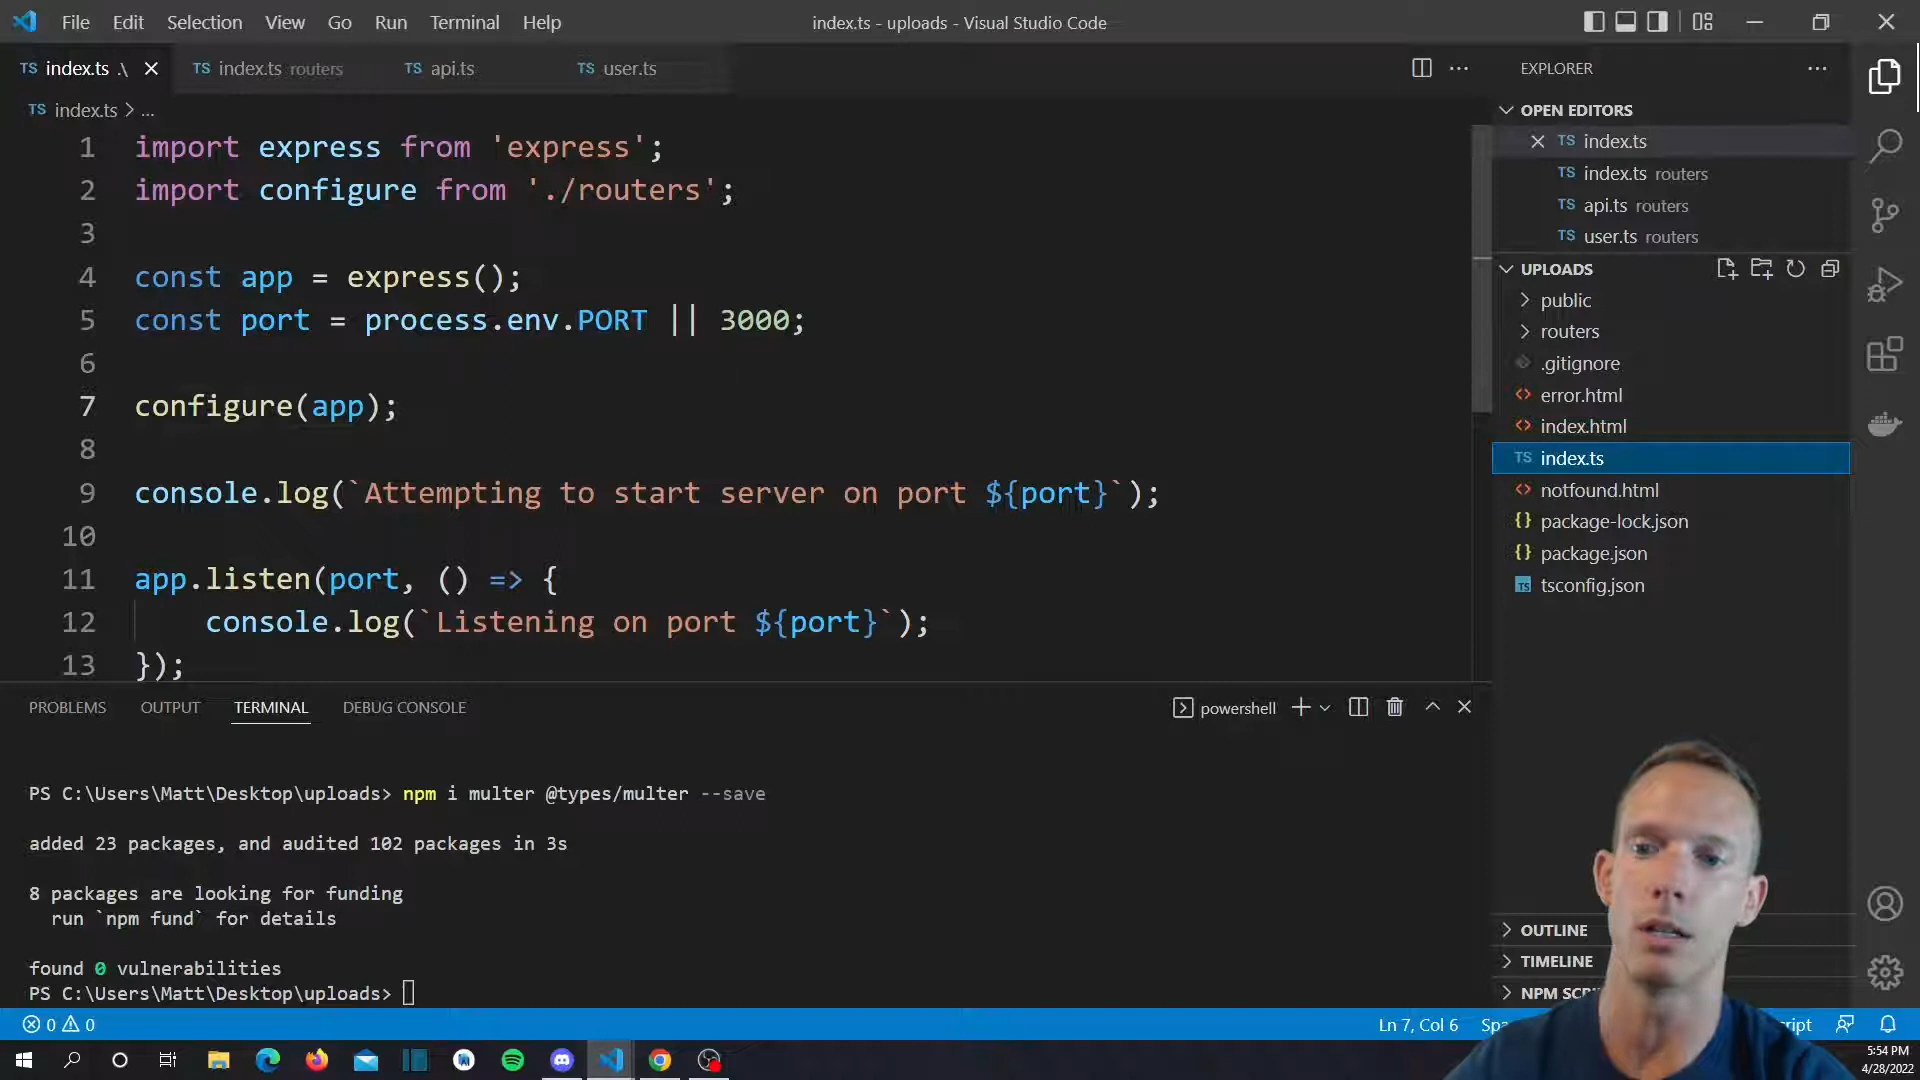 File Edit Selection View Go Run Terminal Help
index.ts - uploads - Visual Studio Code
TS index.ts .\
TS index.ts routers
TS api.ts
TS user.ts
TS index.ts > ...
1 import express from 'express';
2 import configure from './routers';
3
4 const app = express();
5 const port = process.env.PORT || 3000;
6
7 configure(app);
8
9 console.log(`Attempting to start server on port ${port}`);
10
11 app.listen(port, () => {
12 console.log(`Listening on port ${port}`);
13 });
PROBLEMS OUTPUT TERMINAL DEBUG CONSOLE
powershell
PS C:\Users\Matt\Desktop\uploads> npm i multer @types/multer --save
added 23 packages, and audited 102 packages in 3s
8 packages are looking for funding
run `npm fund` for details
found 0 vulnerabilities
PS C:\Users\Matt\Desktop\uploads>
EXPLORER
OPEN EDITORS
TS index.ts
TS index.ts routers
TS api.ts routers
TS user.ts routers
UPLOADS
public
routers
.gitignore
<> error.html
<> index.html
TS index.ts
<> notfound.html
{} package-lock.json
{} package.json
TS tsconfig.json
OUTLINE
TIMELINE
NPM
0 0
Ln 7, Col 6
5:54 PM
4/28/2022